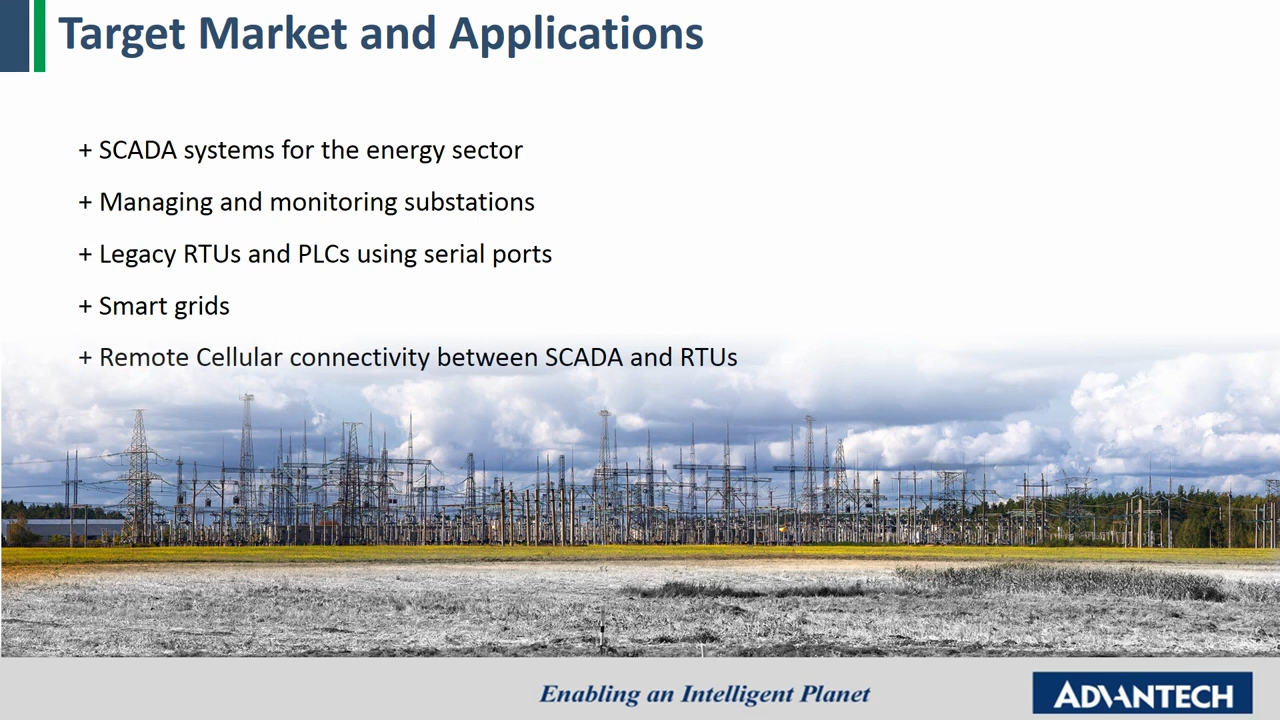 Target Market and Applications
+ SCADA systems for the energy sector
+ Managing and monitoring substations
+ Legacy RTUs and PLCs using serial ports
+ Smart grids
+ Remote Cellular connectivity between SCADA and RTUs
Enabling an Intelligent Planet
ADVANTECH